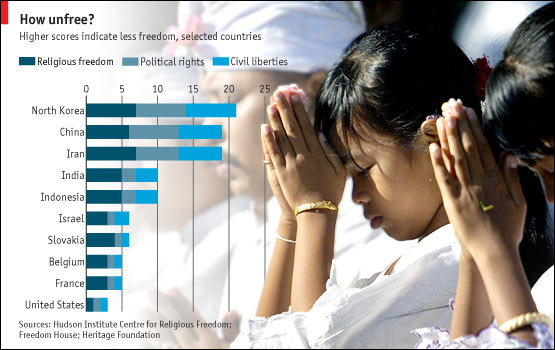 How unfree?
Higher scores indicate less freedom, selected countries
Religious freedom Political rights Civil liberties
0 5 10 15 20 25
North Korea
China
Iran
India
Indonesia
Israel
Slovakia
Belgium
France
United States
Sources: Hudson Institute Centre for Religious Freedom;
Freedom House; Heritage Foundation